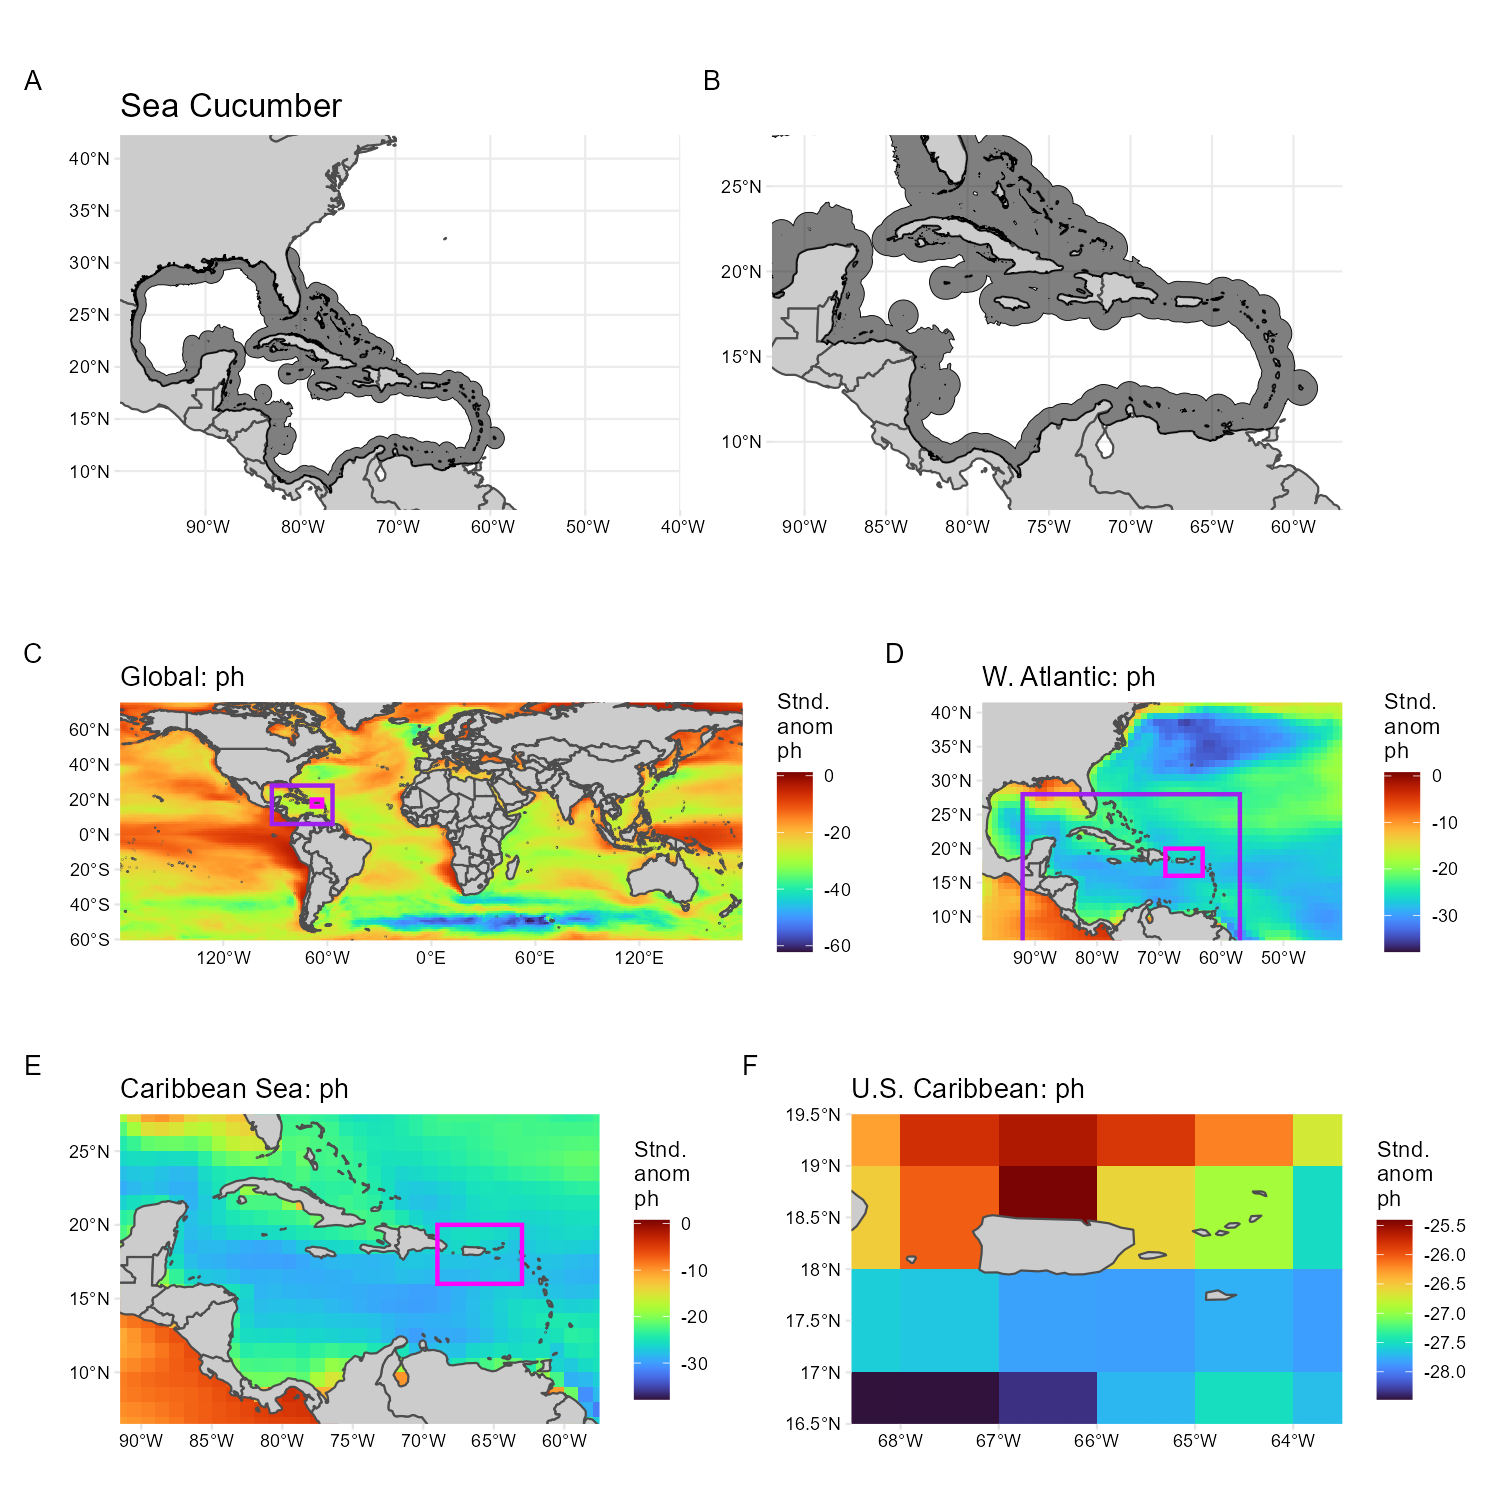 A
B
Sea Cucumber
40°N
35°N
30°N
25°N
20°N
15°N
10°N
90°W 80°W 70°W 60°W 50°W 40°W
25°N
20°N
15°N
10°N
90°W 85°W 80°W 75°W 70°W 65°W 60°W
C
Global: ph
60°N
40°N
20°N
0°N
20°S
40°S
60°S
120°W 60°W 0°E 60°E 120°E
Stnd.
anom
ph
0
-20
-40
-60
D
W. Atlantic: ph
40°N
35°N
30°N
25°N
20°N
15°N
10°N
90°W 80°W 70°W 60°W 50°W
Stnd.
anom
ph
0
-10
-20
-30
E
Caribbean Sea: ph
25°N
20°N
15°N
10°N
90°W 85°W 80°W 75°W 70°W 65°W 60°W
Stnd.
anom
ph
0
-10
-20
-30
F
U.S. Caribbean: ph
19.5°N
19°N
18.5°N
18°N
17.5°N
17°N
16.5°N
68°W 67°W 66°W 65°W 64°W
Stnd.
anom
ph
-25.5
-26.0
-26.5
-27.0
-27.5
-28.0